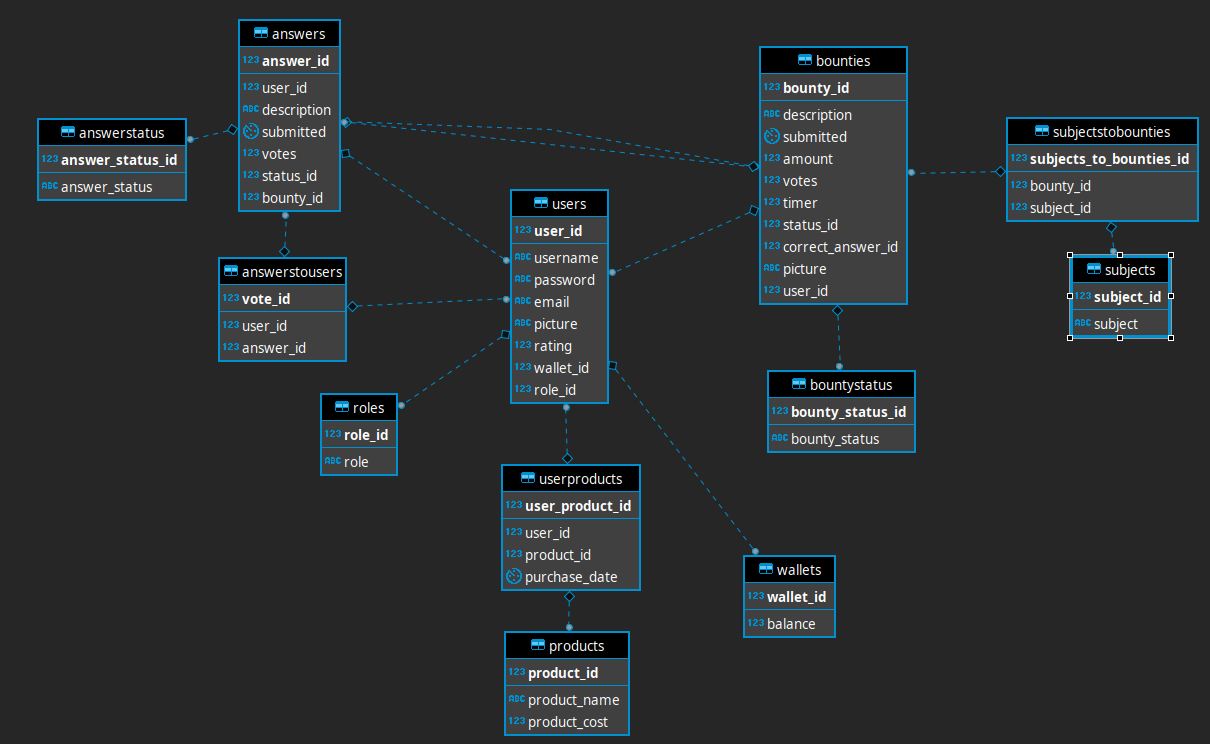 answers
123 answer_id
123 user_id
ABC description
submitted
123 votes
123 status_id
123 bounty_id
answerstatus
123 answer_status_id
ABC answer_status
answerstousers
123 vote_id
123 user_id
123 answer_id
users
123 user_id
ABC username
ABC password
ABC email
ABC picture
123 rating
123 wallet_id
123 role_id
roles
123 role_id
ABC role
userproducts
123 user_product_id
123 user_id
123 product_id
purchase_date
products
123 product_id
ABC product_name
123 product_cost
wallets
123 wallet_id
123 balance
bounties
123 bounty_id
ABC description
submitted
123 amount
123 votes
123 timer
123 status_id
123 correct_answer_id
ABC picture
123 user_id
bountystatus
123 bounty_status_id
ABC bounty_status
subjectstobounties
123 subjects_to_bounties_id
123 bounty_id
123 subject_id
subjects
123 subject_id
ABC subject